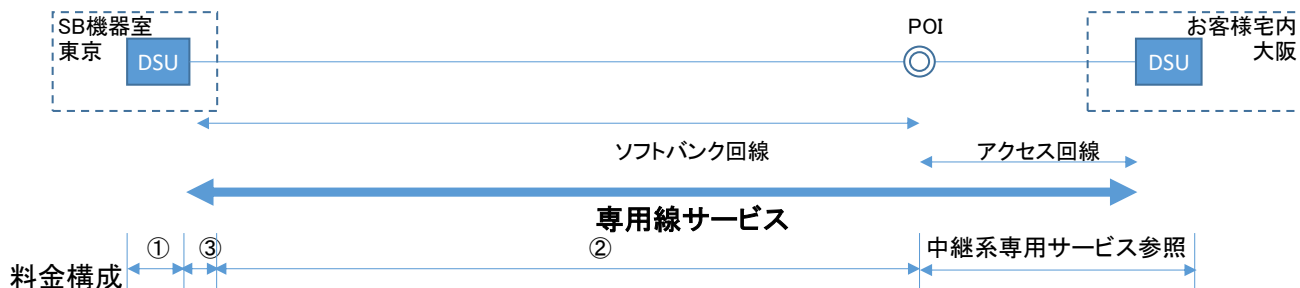 SB機器室
東京
DSU
POI
お客様宅内
大阪
DSU
ソフトバンク回線
アクセス回線
専用線サービス
料金構成
①
③
②
中継系専用サービス参照